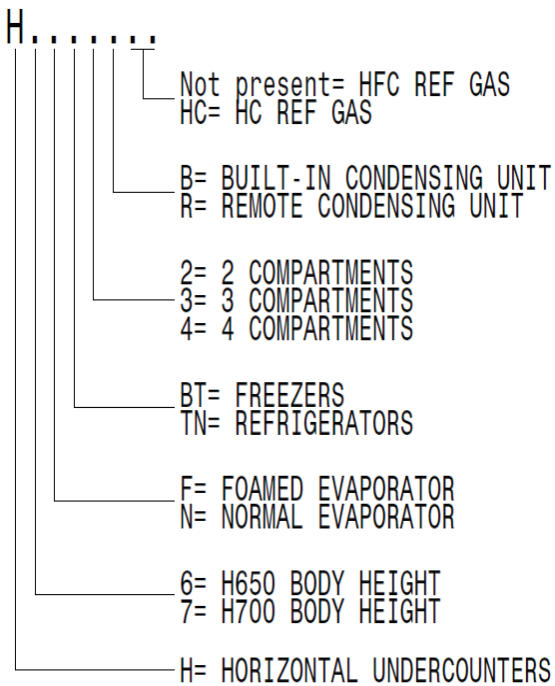 H.......
Not present= HFC REF GAS
HC= HC REF GAS
B= BUILT-IN CONDENSING UNIT
R= REMOTE CONDENSING UNIT
2= 2 COMPARTMENTS
3= 3 COMPARTMENTS
4= 4 COMPARTMENTS
BT= FREEZERS
TN= REFRIGERATORS
F= FOAMED EVAPORATOR
N= NORMAL EVAPORATOR
6= H650 BODY HEIGHT
7= H700 BODY HEIGHT
H= HORIZONTAL UNDERCOUNTERS